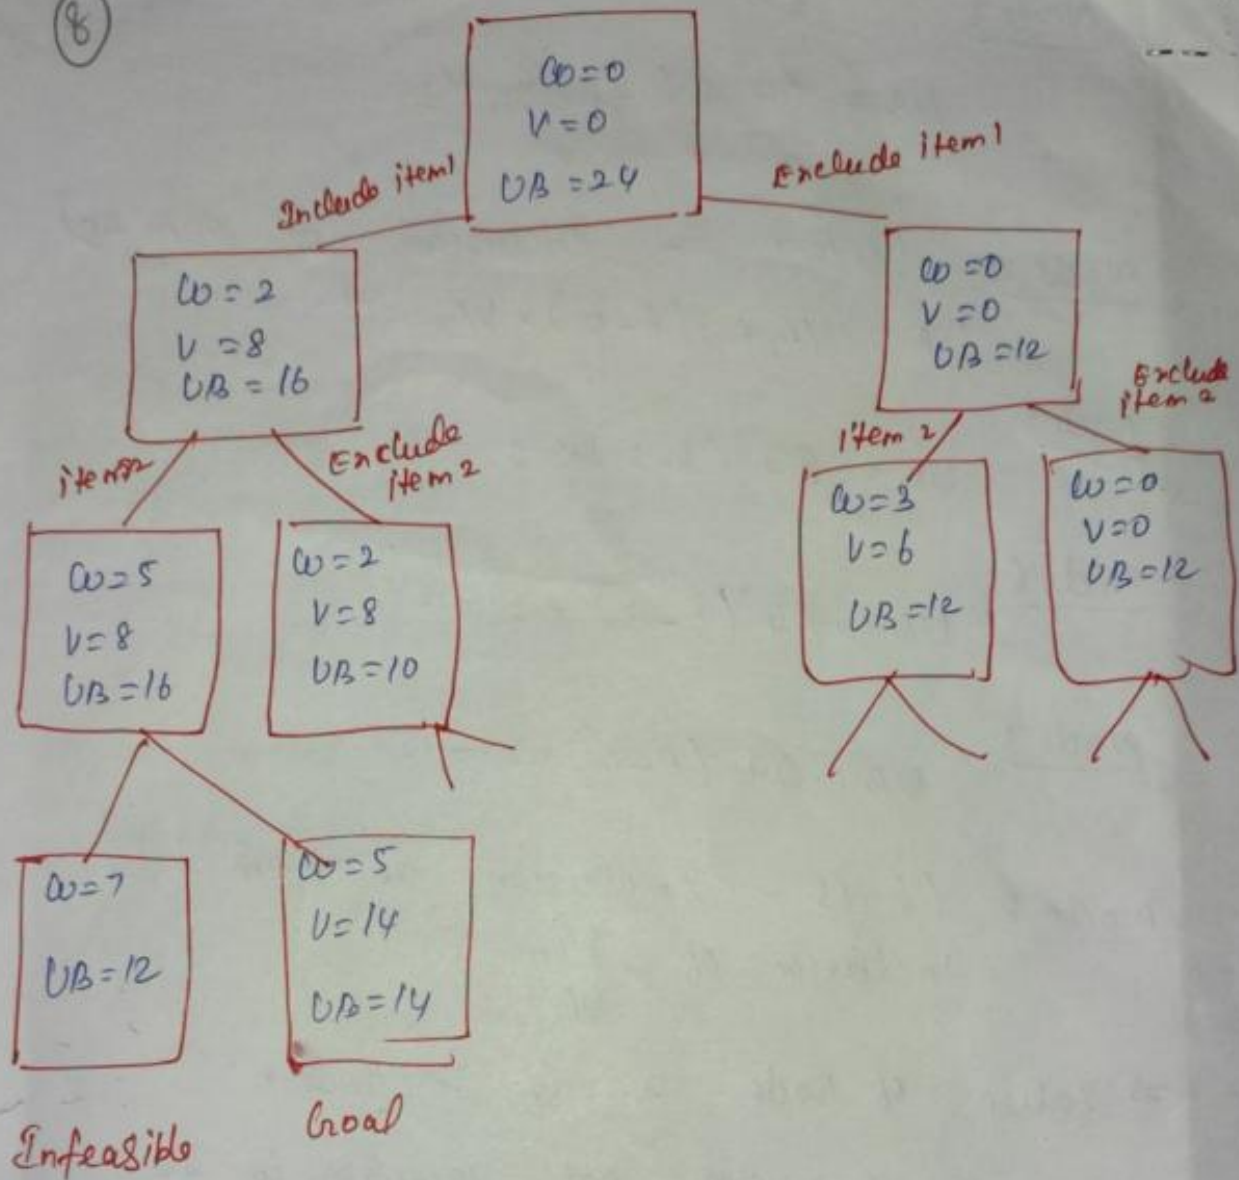 8
W=0
V=0
UB=24
Include item1
Exclude item1
W=2
V=8
UB=16
W=0
V=0
UB=12
item 2
Exclude
item 2
item 2
Exclude
item 2
W=5
V=8
UB=16
W=2
V=8
UB=10
W=3
V=6
UB=12
W=0
V=0
UB=12
W=7
UB=12
W=5
V=14
UB=14
Infeasible
Goal